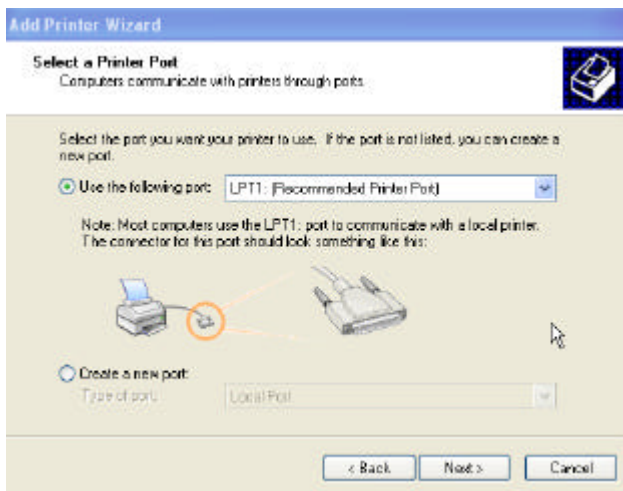 Add Printer Wizard
Select a Printer Port
Computers communicate with printers through ports.
Select the port you want your printer to use. If the port is not listed, you can create a
new port.
Use the following port: LPT1: (Recommended Printer Port)
Note: Most computers use the LPT1: port to communicate with a local printer.
The connector for this port should look something like this:
Create a new port:
Type of port: Local Port
< Back Next > Cancel